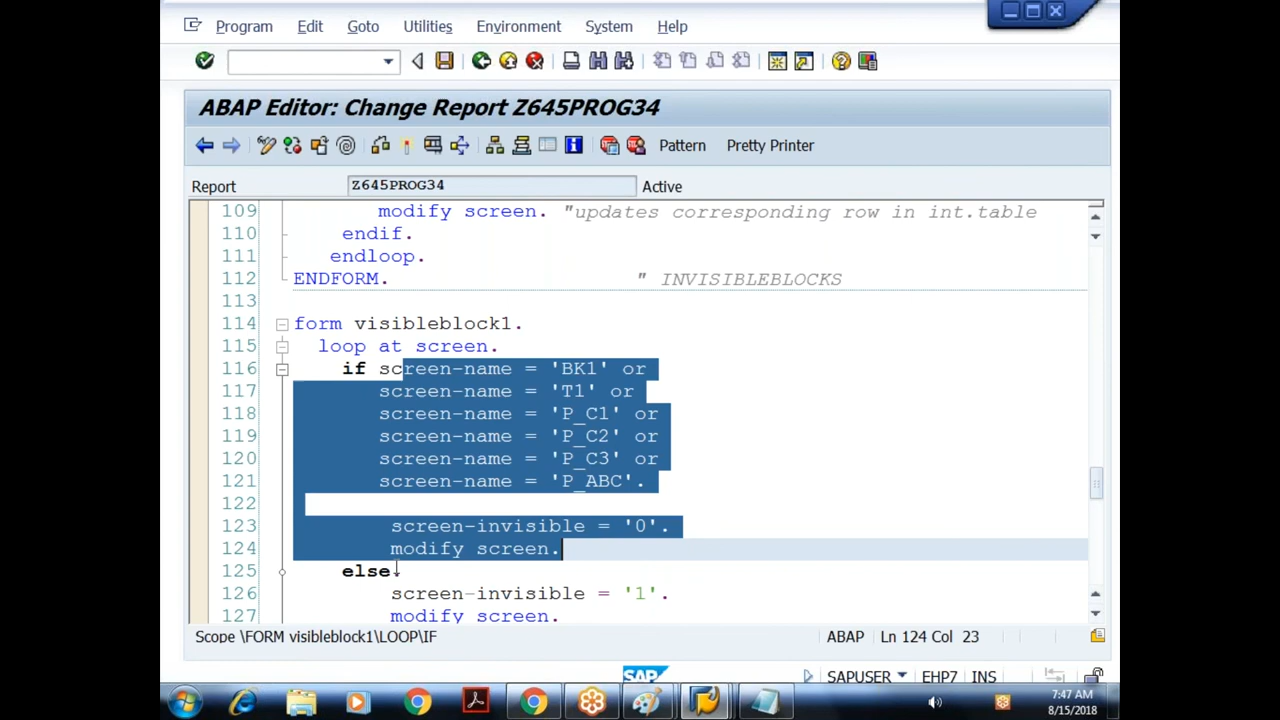 Program Edit Goto Utilities Environment System Help
ABAP Editor: Change Report Z645PROG34
Pattern Pretty Printer
Report Z645PROG34 Active
109 modify screen. "updates corresponding row in int.table
110 endif.
111 endloop.
112 ENDFORM. " INVISIBLEBLOCKS
113
114 form visibleblock1.
115 loop at screen.
116 if screen-name = 'BK1' or
117 screen-name = 'T1' or
118 screen-name = 'P_C1' or
119 screen-name = 'P_C2' or
120 screen-name = 'P_C3' or
121 screen-name = 'P_ABC'.
122
123 screen-invisible = '0'.
124 modify screen.
125 else.
126 screen-invisible = '1'.
127 modify screen.
Scope \FORM visibleblock1\LOOP\IF ABAP Ln 124 Col 23
SAP SAPUSER EHP7 INS
7:47 AM
8/15/2018